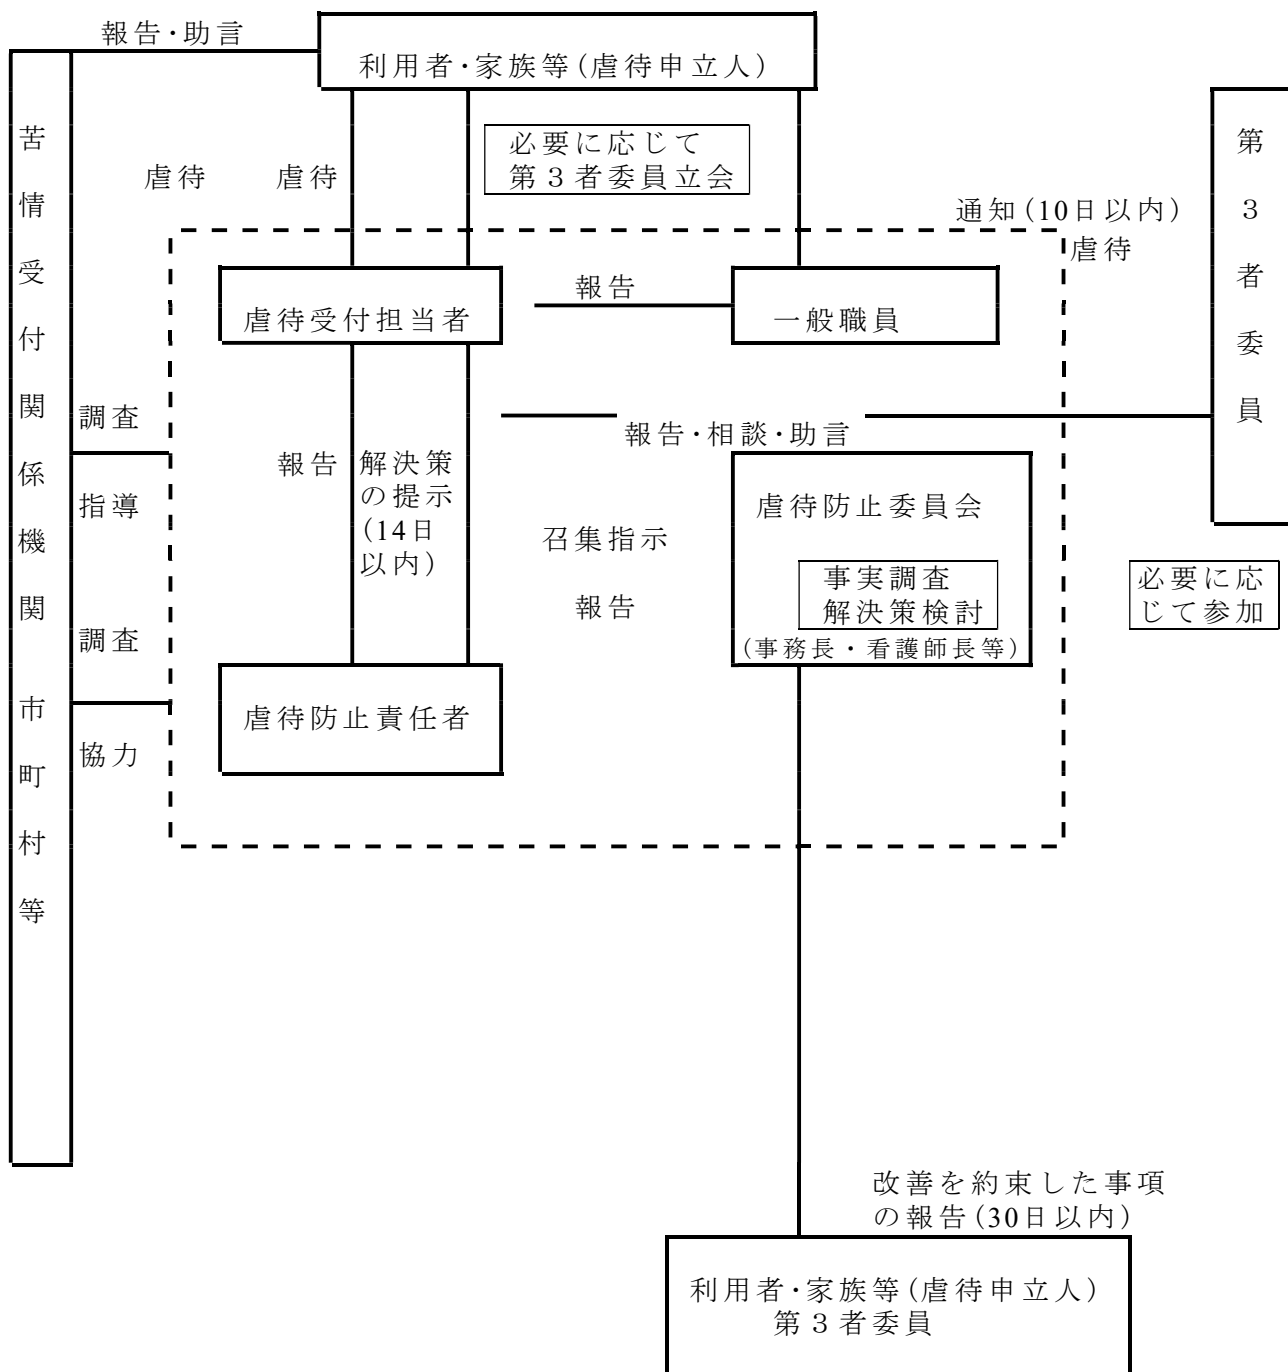 報告・助言
利用者・家族等(虐待申立人)
苦情受付関係機関 市町村等
必要に応じて
第３者委員立会
虐待
虐待
第３者委員
通知(10日以内)
虐待
虐待受付担当者
報告
一般職員
調査
指導
報告・相談・助言
報告
解決策
の提示
(14日
以内)
召集指示
報告
虐待防止委員会
事実調査
解決策検討
(事務長・看護師長等)
必要に応
じて参加
調査
協力
虐待防止責任者
改善を約束した事項
の報告(30日以内)
利用者・家族等(虐待申立人)
第３者委員